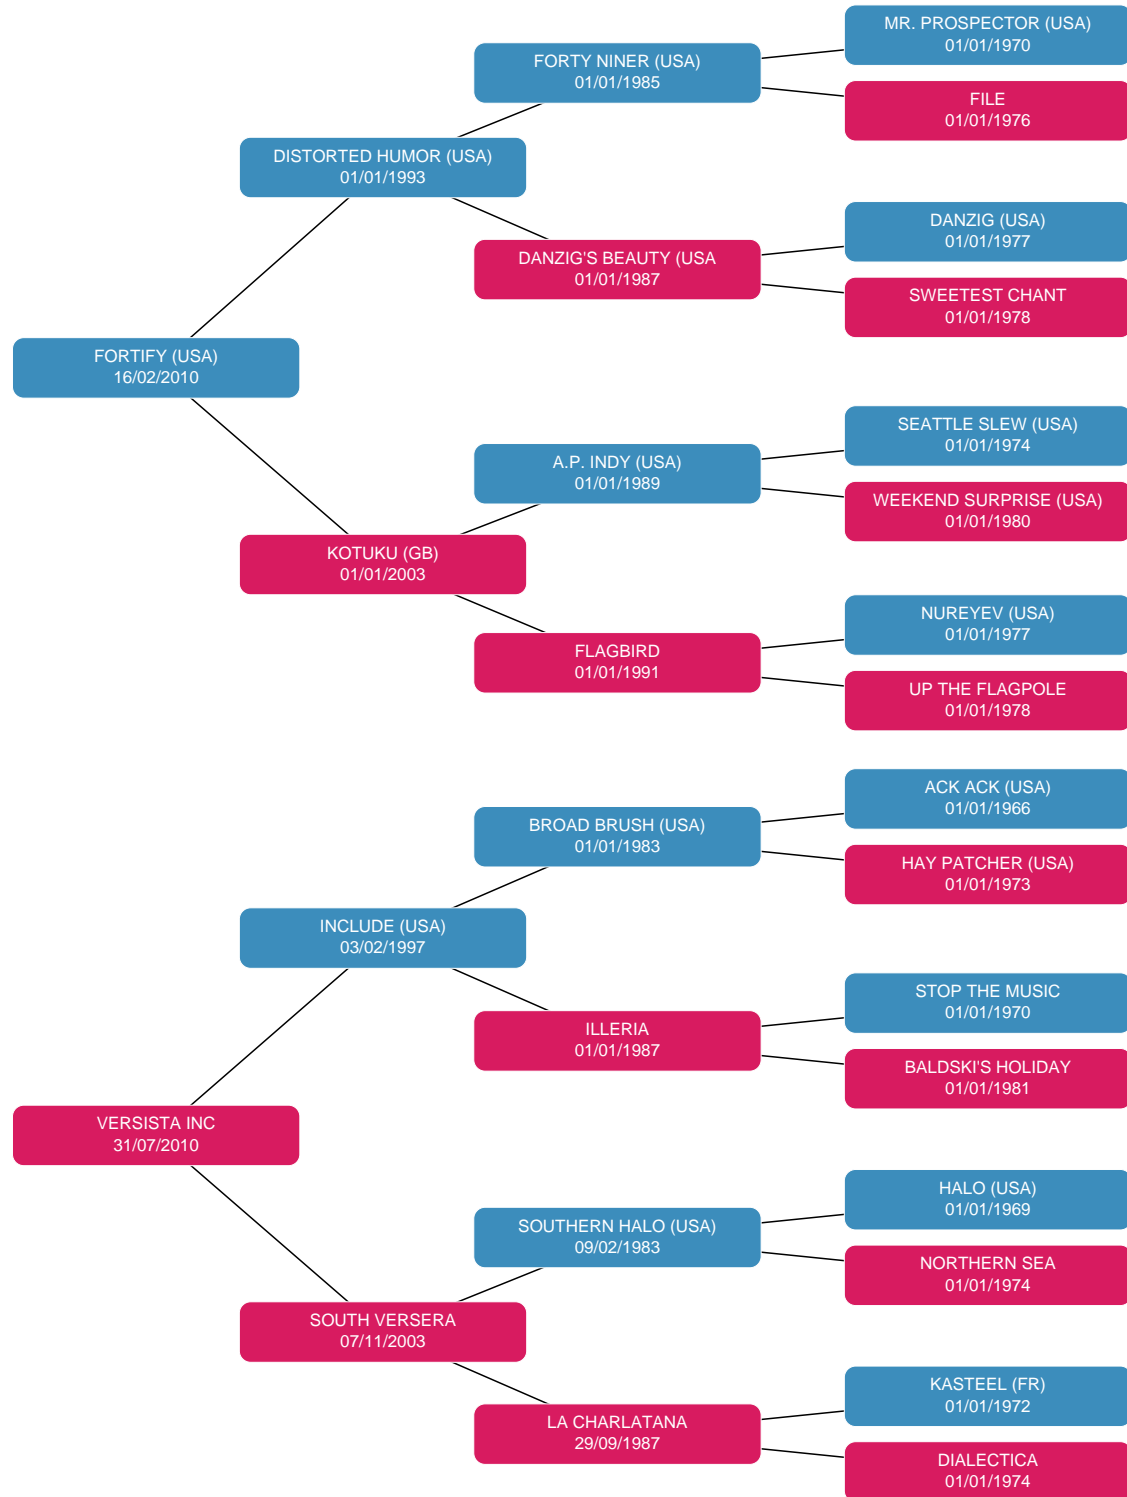 MR. PROSPECTOR (USA)
01/01/1970
FORTY NINER (USA)
01/01/1985
FILE
01/01/1976
DISTORTED HUMOR (USA)
01/01/1993
DANZIG (USA)
01/01/1977
DANZIG'S BEAUTY (USA
01/01/1987
SWEETEST CHANT
01/01/1978
FORTIFY (USA)
16/02/2010
SEATTLE SLEW (USA)
01/01/1974
A.P. INDY (USA)
01/01/1989
WEEKEND SURPRISE (USA)
01/01/1980
KOTUKU (GB)
01/01/2003
NUREYEV (USA)
01/01/1977
FLAGBIRD
01/01/1991
UP THE FLAGPOLE
01/01/1978
ACK ACK (USA)
01/01/1966
BROAD BRUSH (USA)
01/01/1983
HAY PATCHER (USA)
01/01/1973
INCLUDE (USA)
03/02/1997
STOP THE MUSIC
01/01/1970
ILLERIA
01/01/1987
BALDSKI'S HOLIDAY
01/01/1981
VERSISTA INC
31/07/2010
HALO (USA)
01/01/1969
SOUTHERN HALO (USA)
09/02/1983
NORTHERN SEA
01/01/1974
SOUTH VERSERA
07/11/2003
KASTEEL (FR)
01/01/1972
LA CHARLATANA
29/09/1987
DIALECTICA
01/01/1974